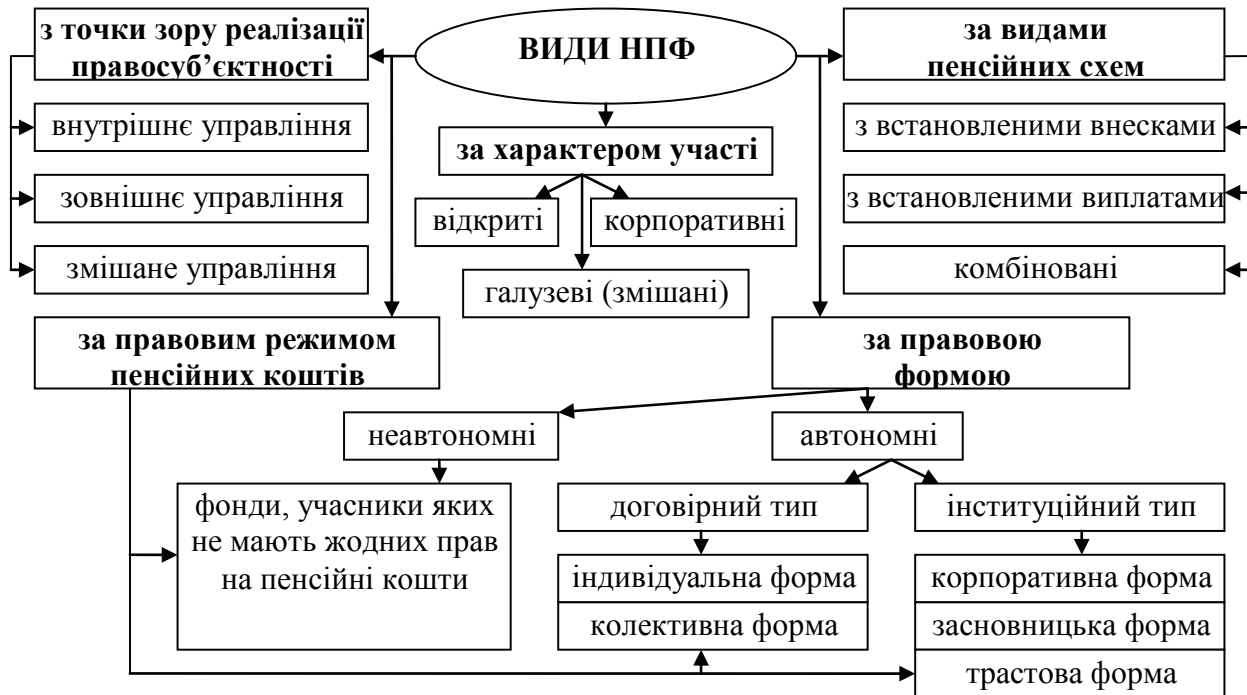 ВИДИ НПФ
з точки зору реалізації
правосуб’єктності
внутрішнє управління
зовнішнє управління
змішане управління
за характером участі
відкриті
корпоративні
галузеві (змішані)
за видами
пенсійних схем
з встановленими внесками
з встановленими виплатами
комбіновані
за правовим режимом
пенсійних коштів
за правовою
формою
неавтономні
автономні
фонди, учасники яких
не мають жодних прав
на пенсійні кошти
договірний тип
індивідуальна форма
колективна форма
інституційний тип
корпоративна форма
засновницька форма
трастова форма